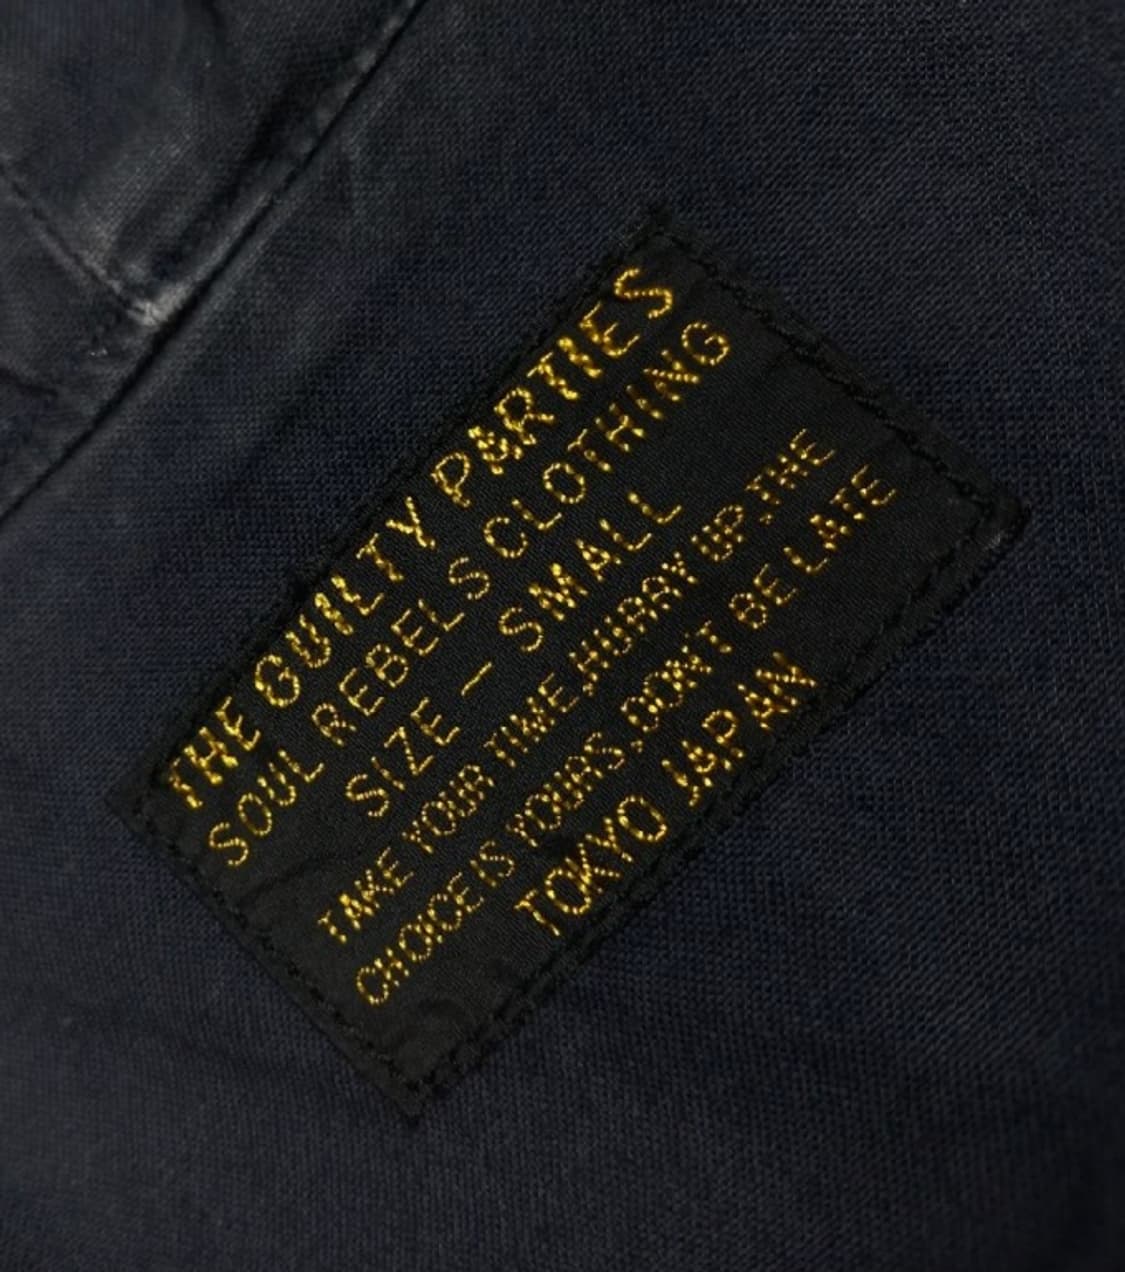 THE GUILTY PARTIES
SOUL REBELS CLOTHING
SIZE - SMALL
TAKE YOUR TIME,HURRY UP,THE
CHOICE IS YOURS,DON'T BE LATE
TOKYO JAPAN